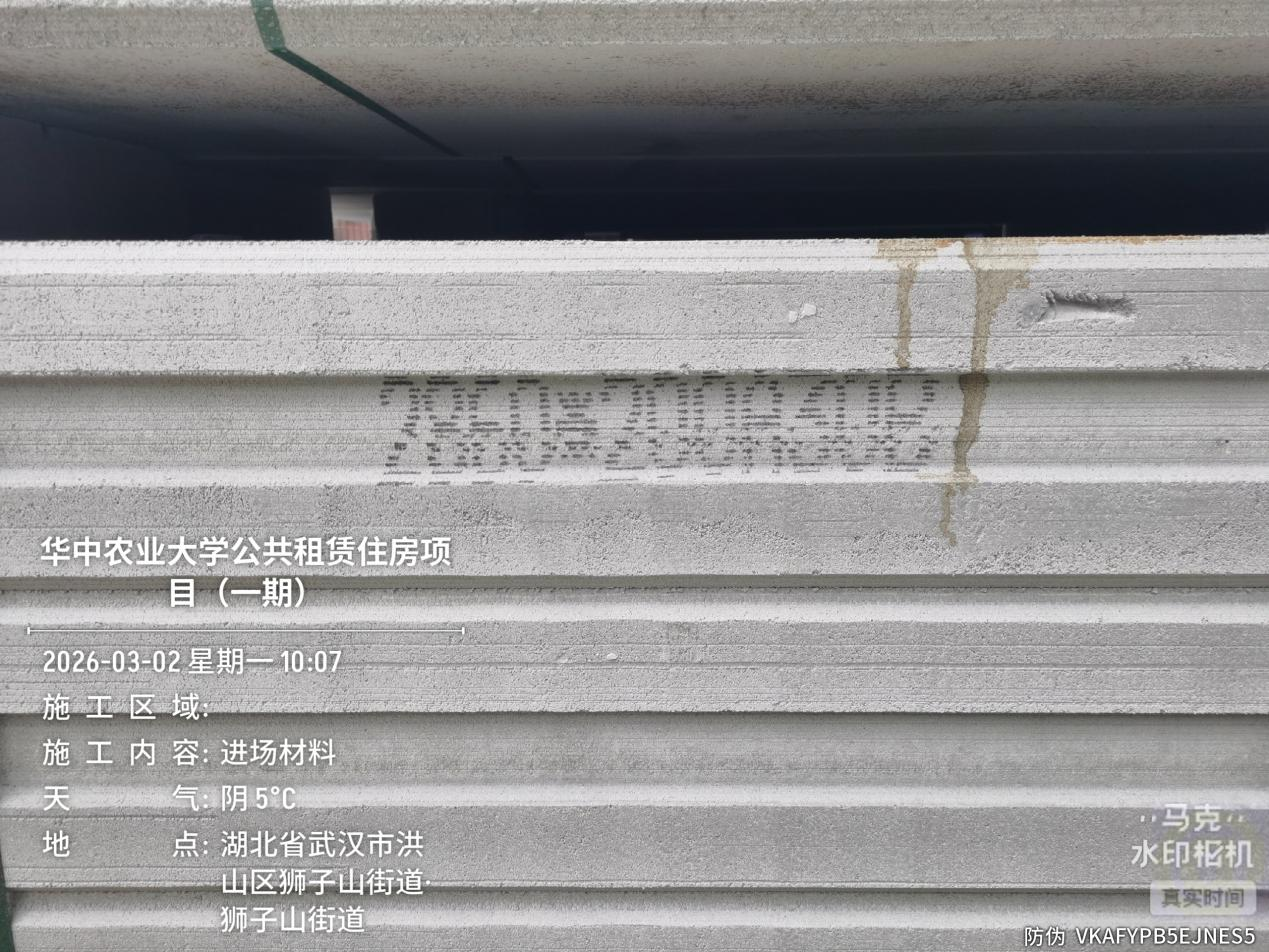 华中农业大学公共租赁住房项
目（一期）
2026-03-02 星期一 10:07
施工区域:
施工内容: 进场材料
天气: 阴 5°C
地点: 湖北省武汉市洪
山区狮子山街道·
狮子山街道
马克
水印相机
真实时间
防伪 VKAFYPB5EJNES5